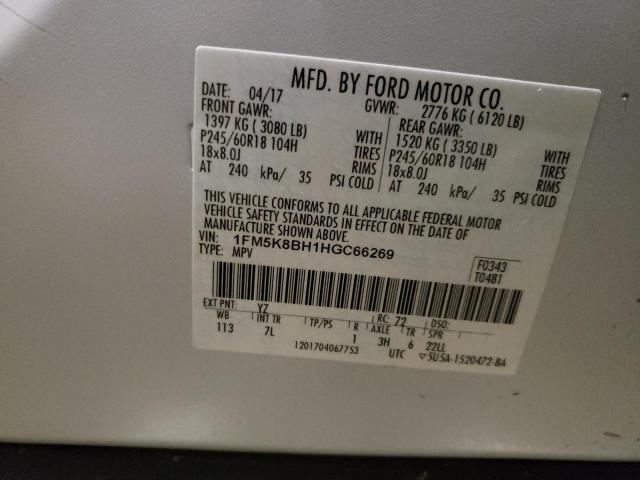 MFD. BY FORD MOTOR CO.
DATE: 04/17 GVWR: 2776 KG ( 6120 LB)
FRONT GAWR: REAR GAWR:
1397 KG ( 3080 LB) WITH 1520 KG ( 3350 LB) WITH
P245/60R18 104H TIRES P245/60R18 104H TIRES
18x8.0J RIMS 18x8.0J RIMS
AT 240 kPa/ 35 PSI COLD AT 240 kPa/ 35 PSI COLD
THIS VEHICLE CONFORMS TO ALL APPLICABLE FEDERAL MOTOR
VEHICLE SAFETY STANDARDS IN EFFECT ON THE DATE OF
MANUFACTURE SHOWN ABOVE.
VIN: 1FM5K8BH1HGC66269 F0343
TYPE: MPV T0481
EXT PNT: YZ RC: 72 DSO:
WB INT TR TP/PS R AXLE TR SPR
113 7L 1 3H 6 22LL
1201704067753 UTC ▽5U5A-1520472-BA